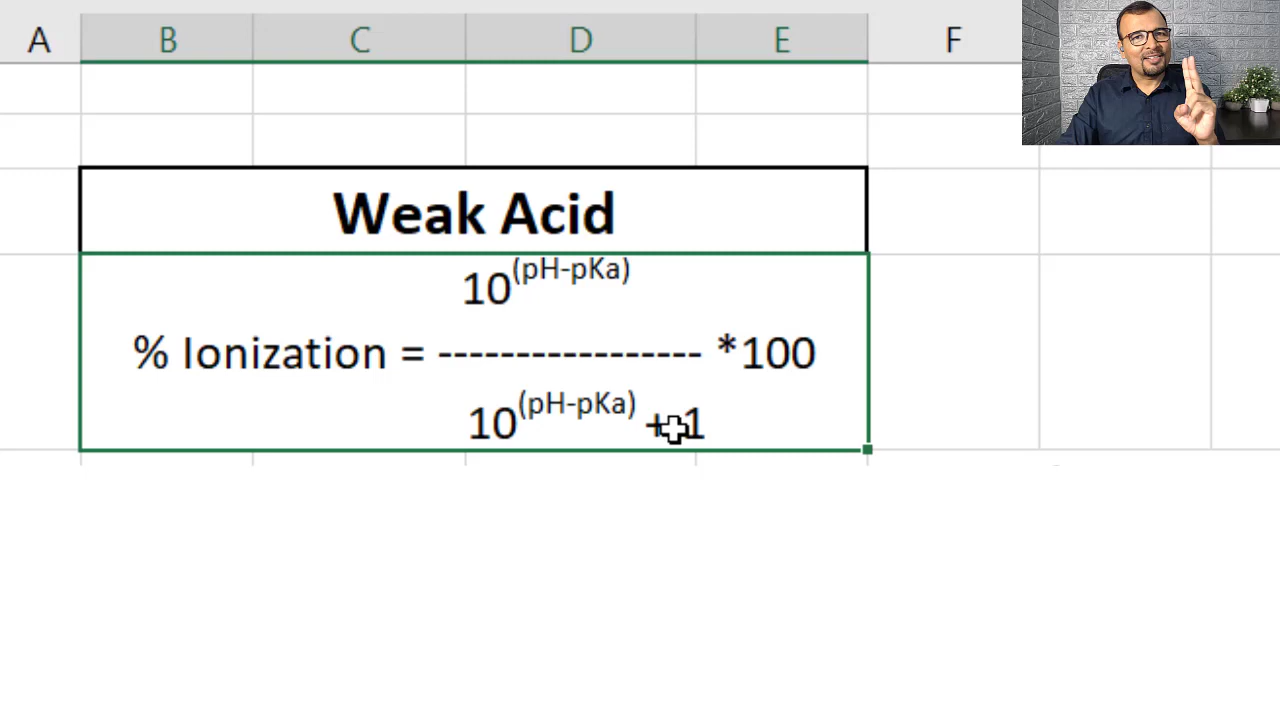 A B C D E F
Weak Acid
10(pH-pKa)
% Ionization = ----------------- *100
10(pH-pKa) + 1